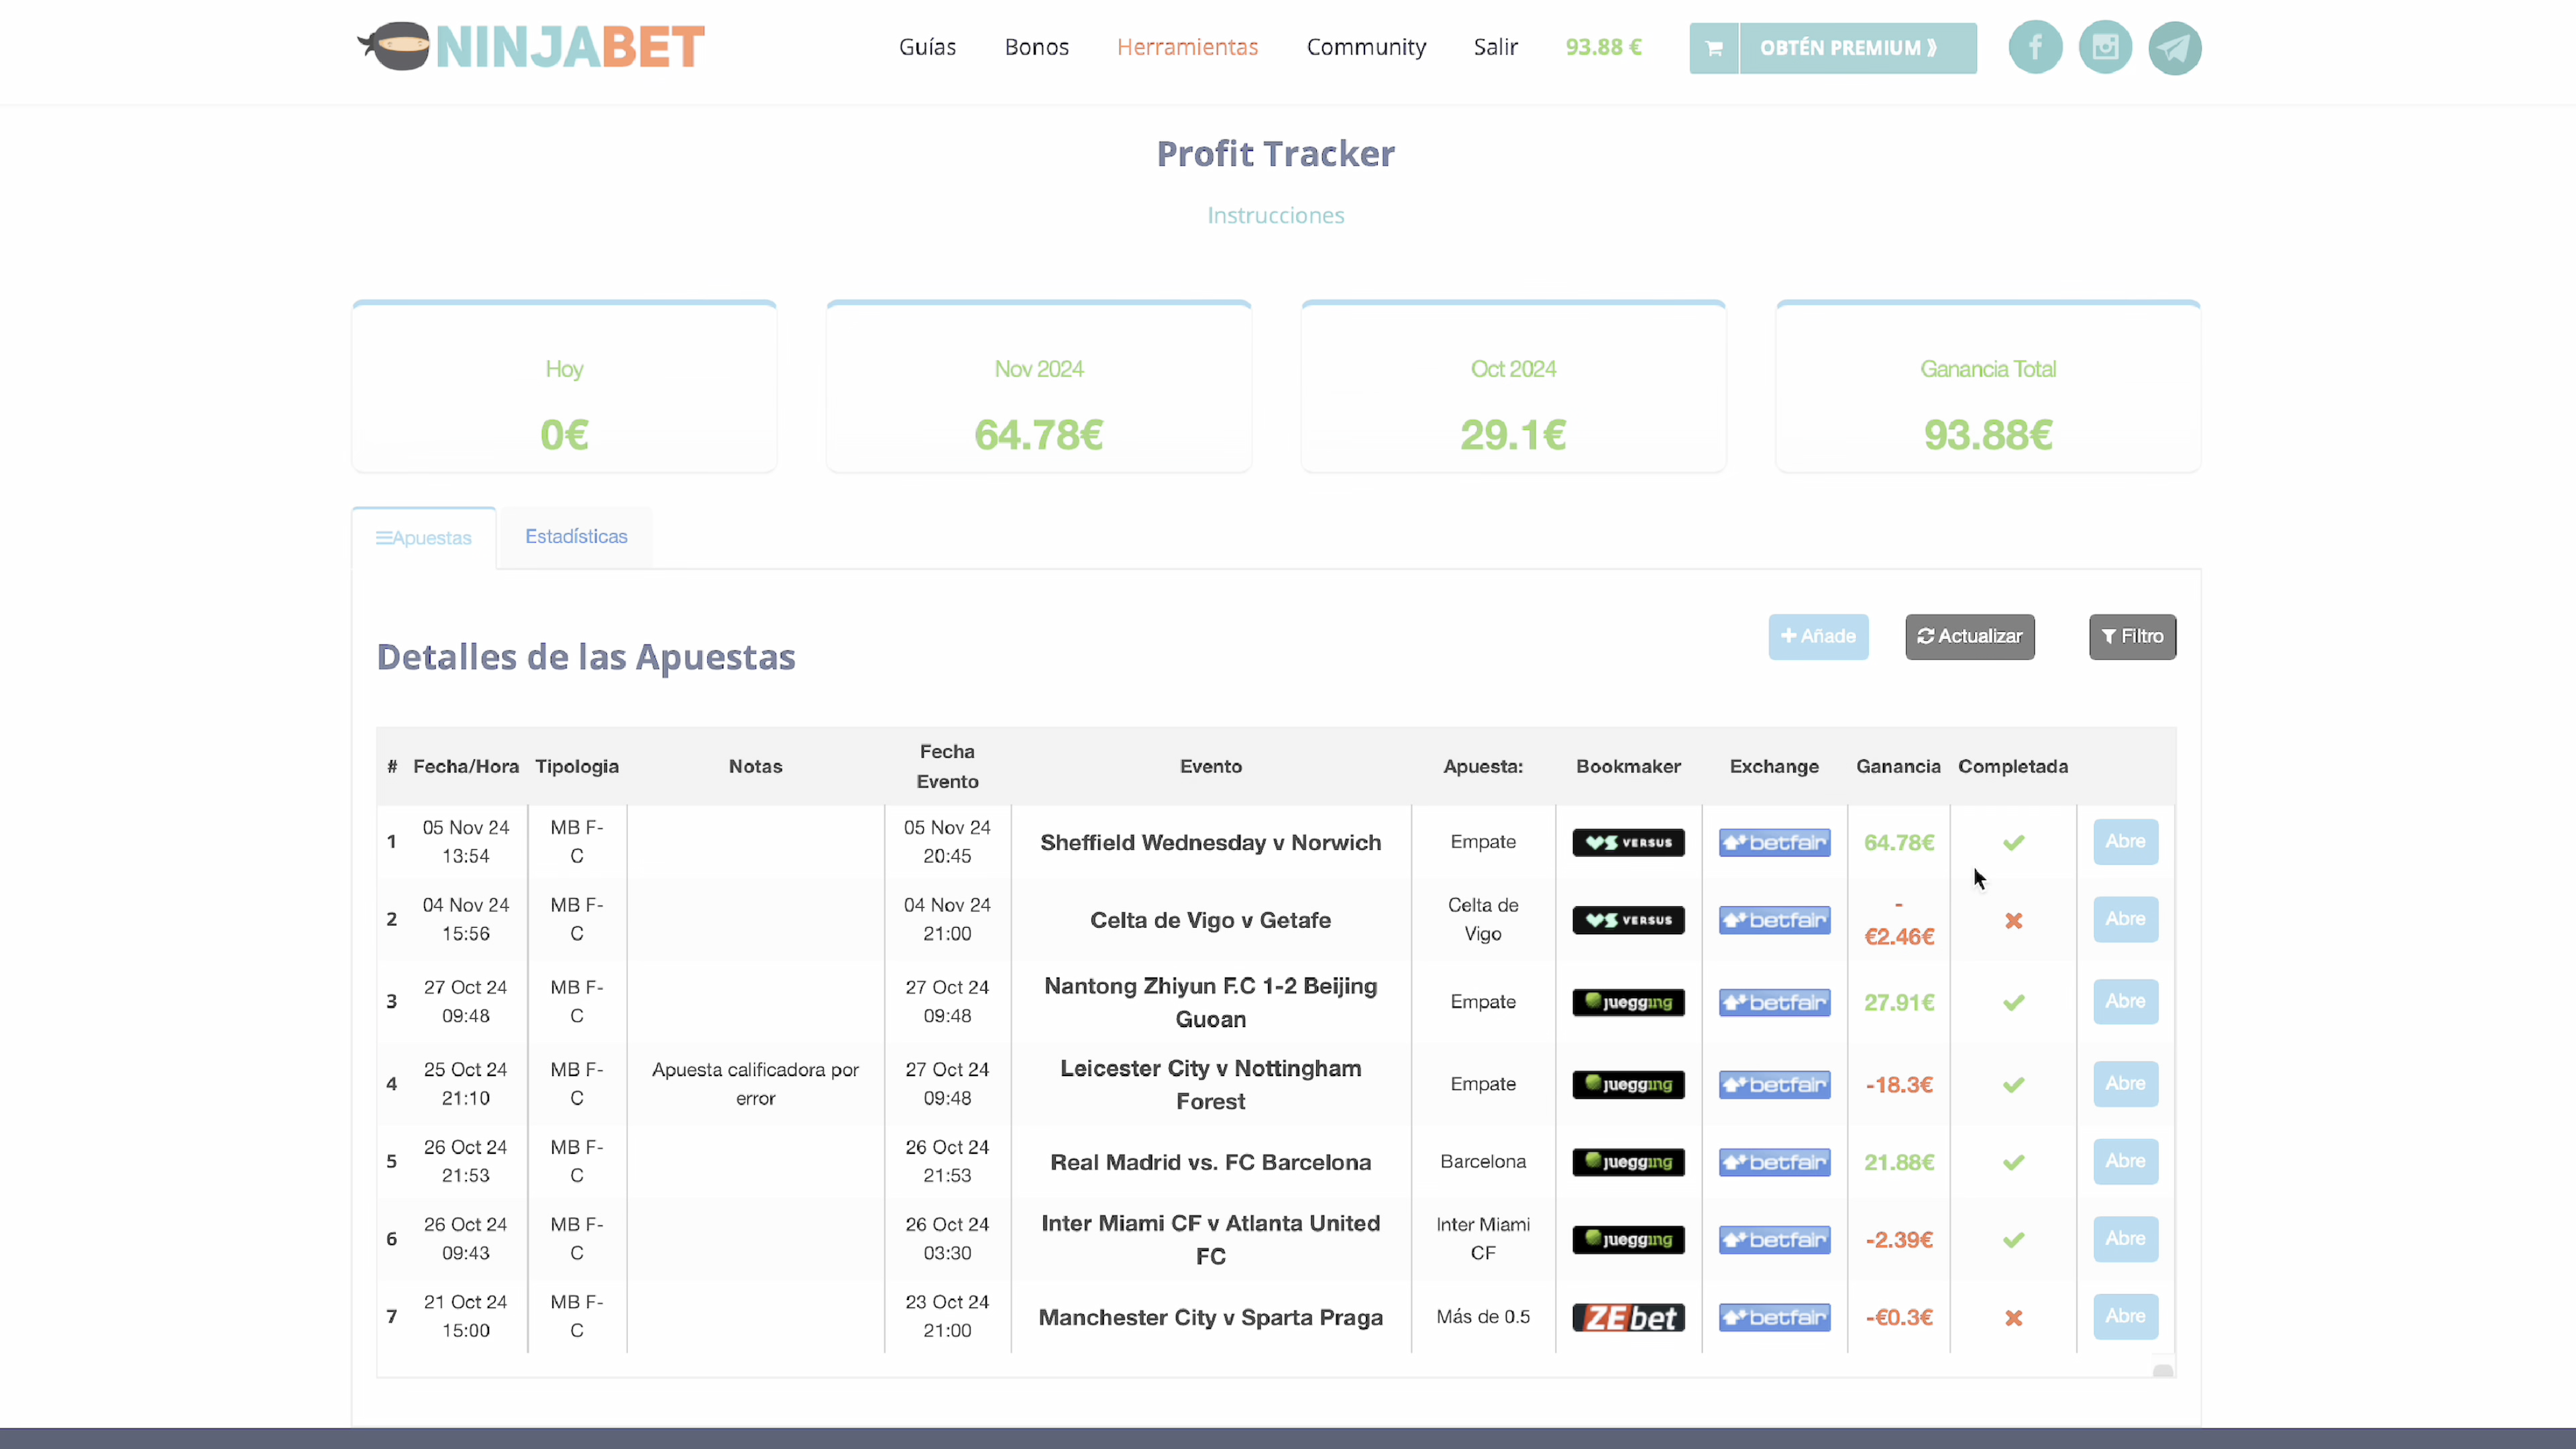 NINJABET
Guías Bonos Herramientas Community Salir 93.88 € OBTÉN PREMIUM ⟫
Profit Tracker
Instrucciones
Hoy Nov 2024 Oct 2024 Ganancia Total
0€ 64.78€ 29.1€ 93.88€
Apuestas Estadísticas
Detalles de las Apuestas
Añade Actualizar Filtro
# Fecha/Hora Tipologia Notas Fecha Evento Evento Apuesta: Bookmaker Exchange Ganancia Completada
1 05 Nov 24 13:54 MB F-C 05 Nov 24 20:45 Sheffield Wednesday v Norwich Empate VS VERSUS betfair 64.78€ Abre
2 04 Nov 24 15:56 MB F-C 04 Nov 24 21:00 Celta de Vigo v Getafe Celta de Vigo VS VERSUS betfair -€2.46€ Abre
3 27 Oct 24 09:48 MB F-C 27 Oct 24 09:48 Nantong Zhiyun F.C 1-2 Beijing Guoan Empate juegging betfair 27.91€ Abre
4 25 Oct 24 21:10 MB F-C Apuesta calificadora por error 27 Oct 24 09:48 Leicester City v Nottingham Forest Empate juegging betfair -18.3€ Abre
5 26 Oct 24 21:53 MB F-C 26 Oct 24 21:53 Real Madrid vs. FC Barcelona Barcelona juegging betfair 21.88€ Abre
6 26 Oct 24 09:43 MB F-C 26 Oct 24 03:30 Inter Miami CF v Atlanta United FC Inter Miami CF juegging betfair -2.39€ Abre
7 21 Oct 24 15:00 MB F-C 23 Oct 24 21:00 Manchester City v Sparta Praga Más de 0.5 ZEbet betfair -€0.3€ Abre